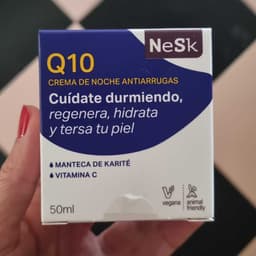 NeSk
Q10
CREMA DE NOCHE ANTIARRUGAS
Cuídate durmiendo,
regenera, hidrata
y tersa tu piel
MANTECA DE KARITÉ
VITAMINA C
50ml
vegana
animal
friendly